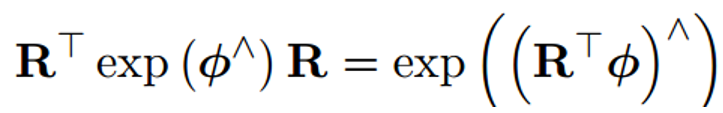 R⊤ exp (ϕ∧) R = exp ((R⊤ϕ)∧)